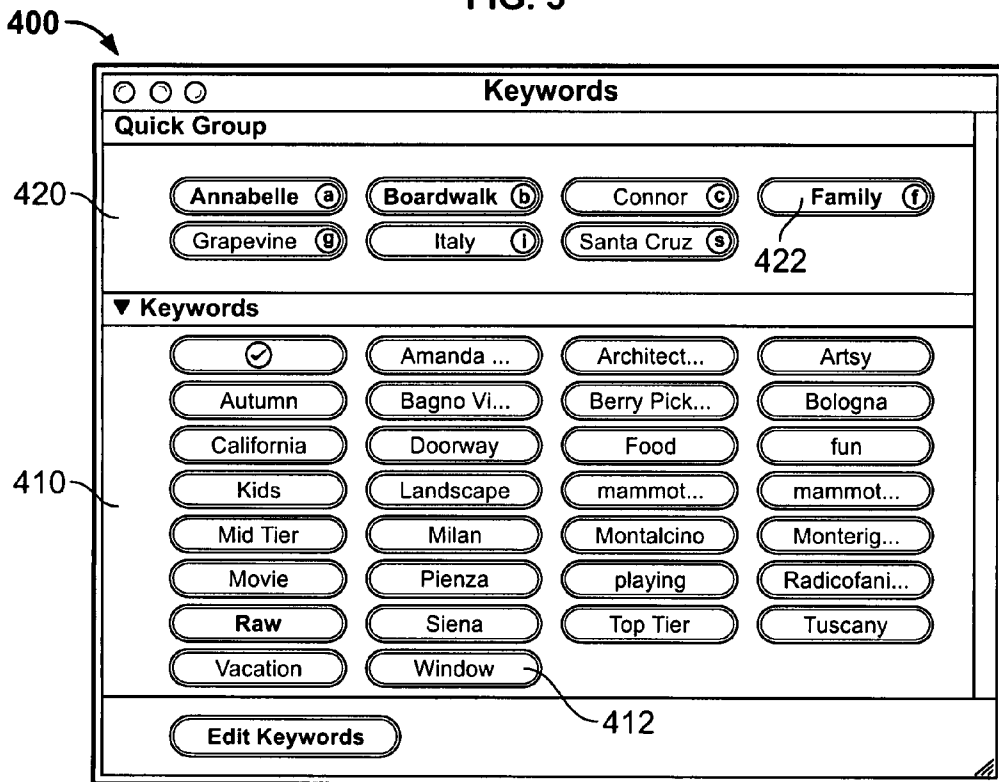 FIG. 5
400
Keywords
Quick Group
420
Annabelle a Boardwalk b Connor c Family f
Grapevine g Italy i Santa Cruz s
422
▼ Keywords
✓ Amanda ... Architect... Artsy
Autumn Bagno Vi... Berry Pick... Bologna
California Doorway Food fun
410
Kids Landscape mammot... mammot...
Mid Tier Milan Montalcino Monterig...
Movie Pienza playing Radicofani...
Raw Siena Top Tier Tuscany
Vacation Window
412
Edit Keywords